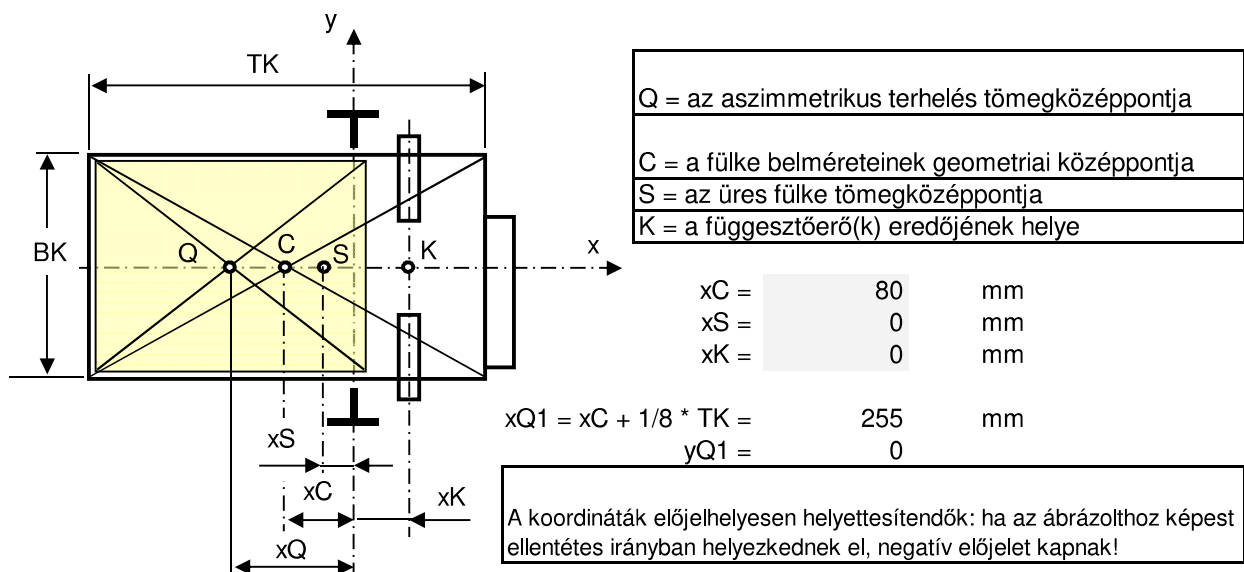 y
TK
Q = az aszimmetrikus terhelés tömegközéppontja
C = a fülke belméreteinek geometriai középpontja
S = az üres fülke tömegközéppontja
K = a függesztőerő(k) eredőjének helye
BK
Q
C
S
K
x
xC = 80 mm
xS = 0 mm
xK = 0 mm
xQ1 = xC + 1/8 * TK = 255 mm
yQ1 = 0
xS
xC
xK
xQ
A koordináták előjelhelyesen helyettesítendők: ha az ábrázolthoz képest
ellentétes irányban helyezkednek el, negatív előjelet kapnak!